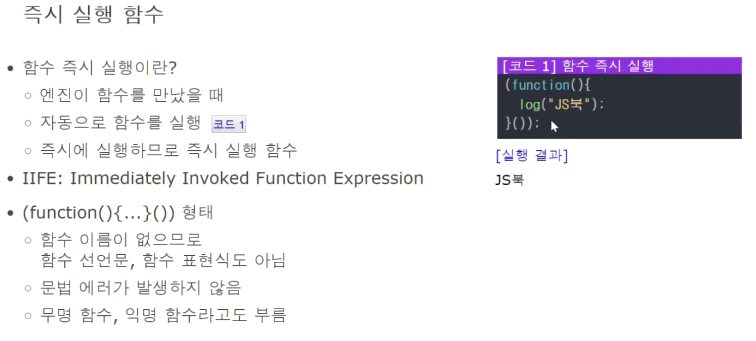 즉시 실행 함수
함수 즉시 실행이란?
엔진이 함수를 만났을 때
자동으로 함수를 실행 코드 1
즉시에 실행하므로 즉시 실행 함수
IIFE: Immediately Invoked Function Expression
(function(){...}()) 형태
함수 이름이 없으므로
함수 선언문, 함수 표현식도 아님
문법 에러가 발생하지 않음
무명 함수, 익명 함수라고도 부름
[코드 1] 함수 즉시 실행
(function(){
log("JS북");
}());
[실행 결과]
JS북